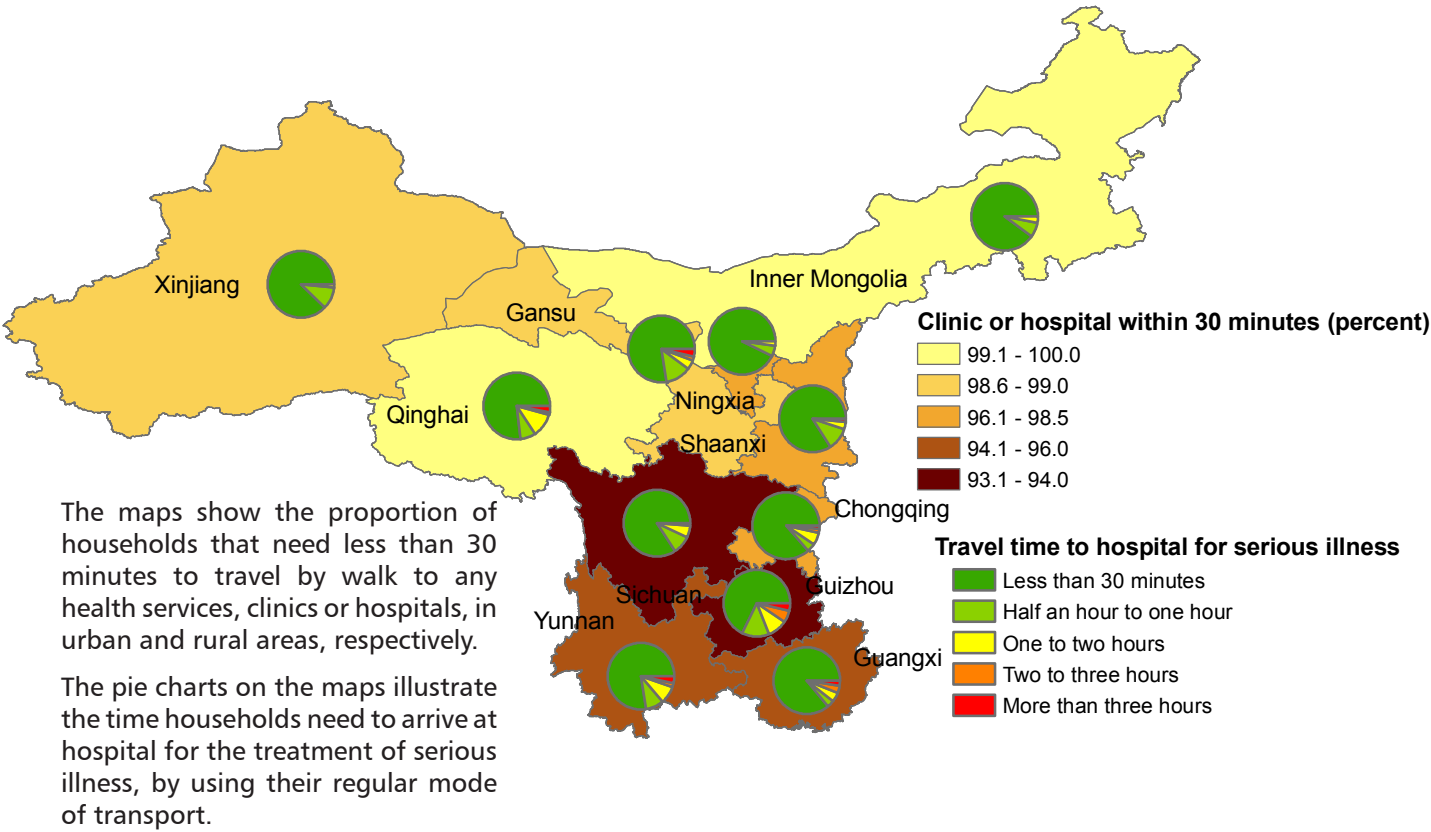 Xinjiang
Gansu
Inner Mongolia
Qinghai
Ningxia
Shaanxi
Chongqing
Sichuan
Guizhou
Yunnan
Guangxi
Clinic or hospital within 30 minutes (percent)
99.1 - 100.0
98.6 - 99.0
96.1 - 98.5
94.1 - 96.0
93.1 - 94.0
Travel time to hospital for serious illness
Less than 30 minutes
Half an hour to one hour
One to two hours
Two to three hours
More than three hours
The maps show the proportion of
households that need less than 30
minutes to travel by walk to any
health services, clinics or hospitals, in
urban and rural areas, respectively.
The pie charts on the maps illustrate
the time households need to arrive at
hospital for the treatment of serious
illness, by using their regular mode
of transport.